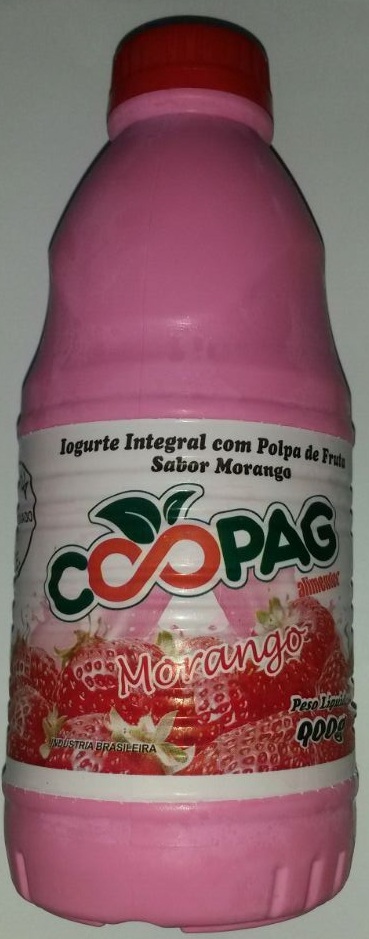 Iogurte Integral com Polpa de Fruta
Sabor Morango
COOPAG
alimentos
Morango
Peso Líquido
900g
INDÚSTRIA BRASILEIRA